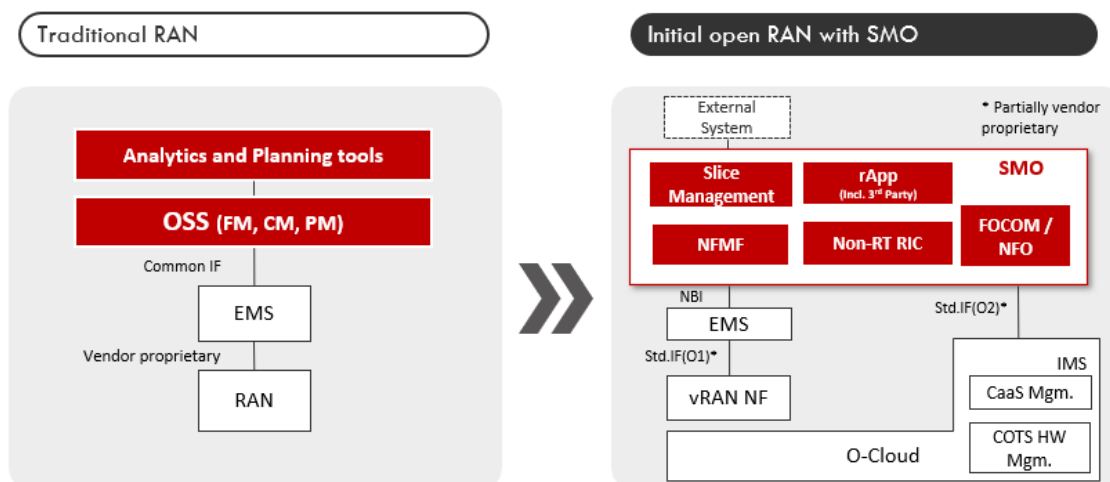 Traditional RAN
Analytics and Planning tools
OSS (FM, CM, PM)
Common IF
EMS
Vendor proprietary
RAN
Initial open RAN with SMO
External
System
* Partially vendor
proprietary
SMO
Slice
Management
rApp
(Incl. 3rd Party)
NFMF
Non-RT RIC
FOCOM /
NFO
NBI
EMS
Std.IF(O1)*
vRAN NF
Std.IF(O2)*
IMS
CaaS Mgm.
COTS HW
Mgm.
O-Cloud